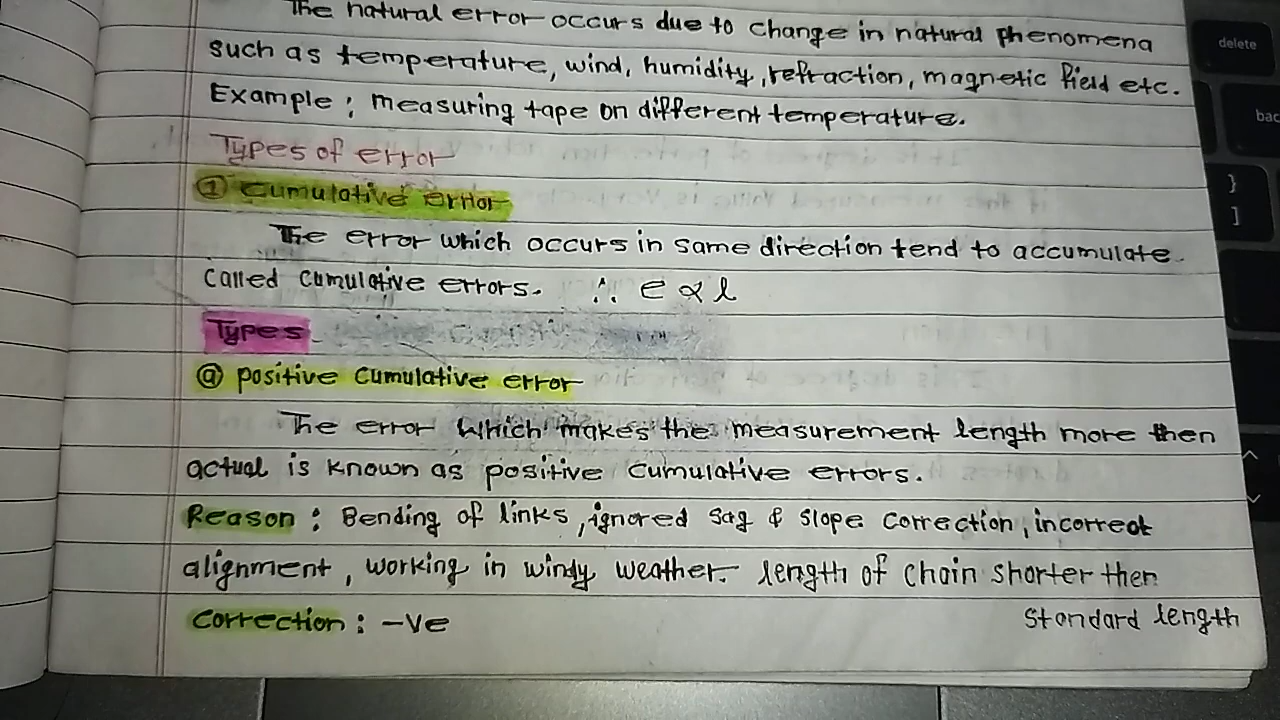 The natural error occurs due to change in natural phenomena
such as temperature, wind, humidity, refraction, magnetic field etc.
Example : measuring tape on different temperature.
Types of error
① Cumulative error
The error which occurs in same direction tend to accumulate
called cumulative errors. ∴ e ∝ l
Types
ⓐ positive cumulative error
The error which makes the measurement length more then
actual is known as positive cumulative errors.
Reason : Bending of links, ignored sag & slope correction, incorrect
alignment, working in windy weather. length of chain shorter then
standard length
Correction : -ve
delete
bac
}
]